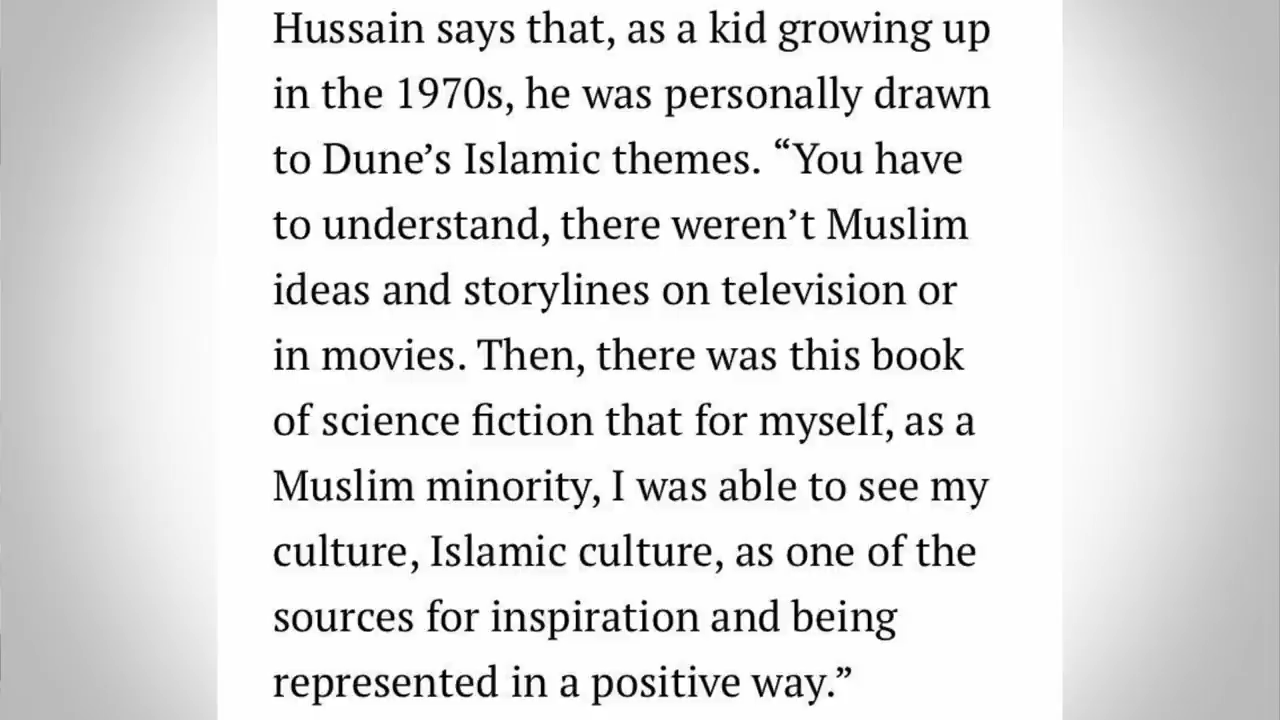 Hussain says that, as a kid growing up
in the 1970s, he was personally drawn
to Dune’s Islamic themes. “You have
to understand, there weren’t Muslim
ideas and storylines on television or
in movies. Then, there was this book
of science fiction that for myself, as a
Muslim minority, I was able to see my
culture, Islamic culture, as one of the
sources for inspiration and being
represented in a positive way.”